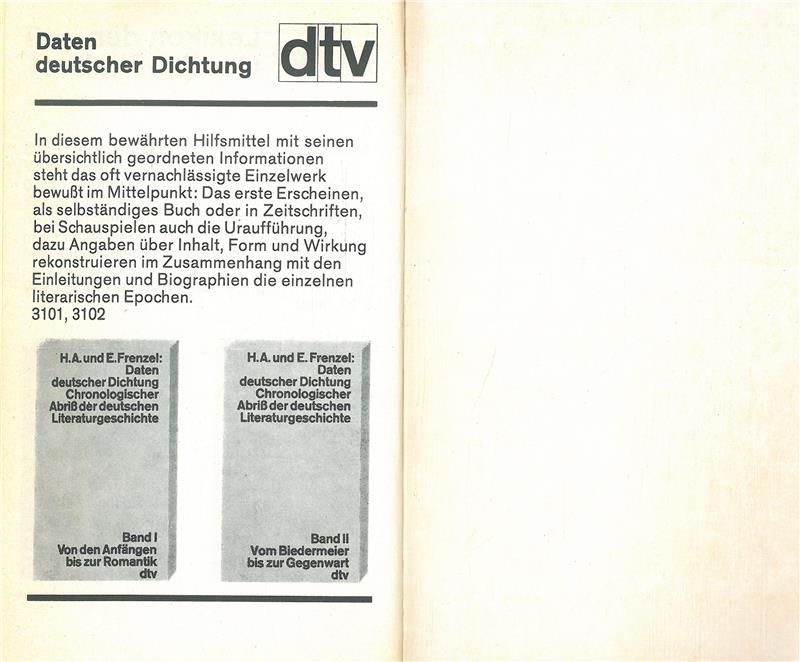 Daten
deutscher Dichtung
dtv
In diesem bewährten Hilfsmittel mit seinen
übersichtlich geordneten Informationen
steht das oft vernachlässigte Einzelwerk
bewußt im Mittelpunkt: Das erste Erscheinen,
als selbständiges Buch oder in Zeitschriften,
bei Schauspielen auch die Uraufführung,
dazu Angaben über Inhalt, Form und Wirkung
rekonstruieren im Zusammenhang mit den
Einleitungen und Biographien die einzelnen
literarischen Epochen.
3101, 3102
H.A. und E. Frenzel:
Daten
deutscher Dichtung
Chronologischer
Abriß der deutschen
Literaturgeschichte
Band I
Von den Anfängen
bis zur Romantik
dtv
H.A. und E. Frenzel:
Daten
deutscher Dichtung
Chronologischer
Abriß der deutschen
Literaturgeschichte
Band II
Vom Biedermeier
bis zur Gegenwart
dtv